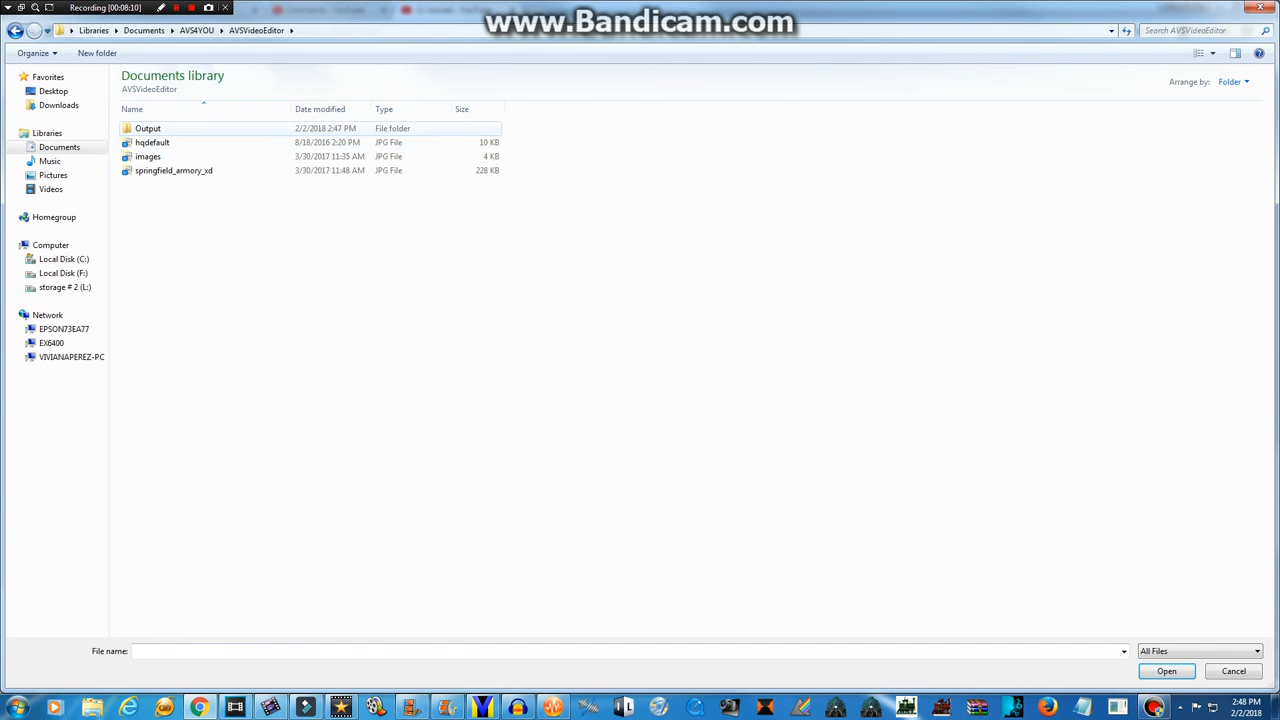 Recording [00:08:10]
www.Bandicam.com
Libraries Documents AVS4YOU AVSVideoEditor
Search AVSVideoEditor
Organize New folder
Favorites
Desktop
Downloads
Libraries
Documents
Music
Pictures
Videos
Homegroup
Computer
Local Disk (C:)
Local Disk (F:)
storage # 2 (L:)
Network
EPSON73EA77
EX6400
VIVIANAPEREZ-PC
Documents library
AVSVideoEditor
Arrange by: Folder
Name Date modified Type Size
Output 2/2/2018 2:47 PM File folder
hqdefault 8/18/2016 2:20 PM JPG File 10 KB
images 3/30/2017 11:35 AM JPG File 4 KB
springfield_armory_xd 3/30/2017 11:48 AM JPG File 228 KB
File name: All Files
Open Cancel
2:48 PM
2/2/2018